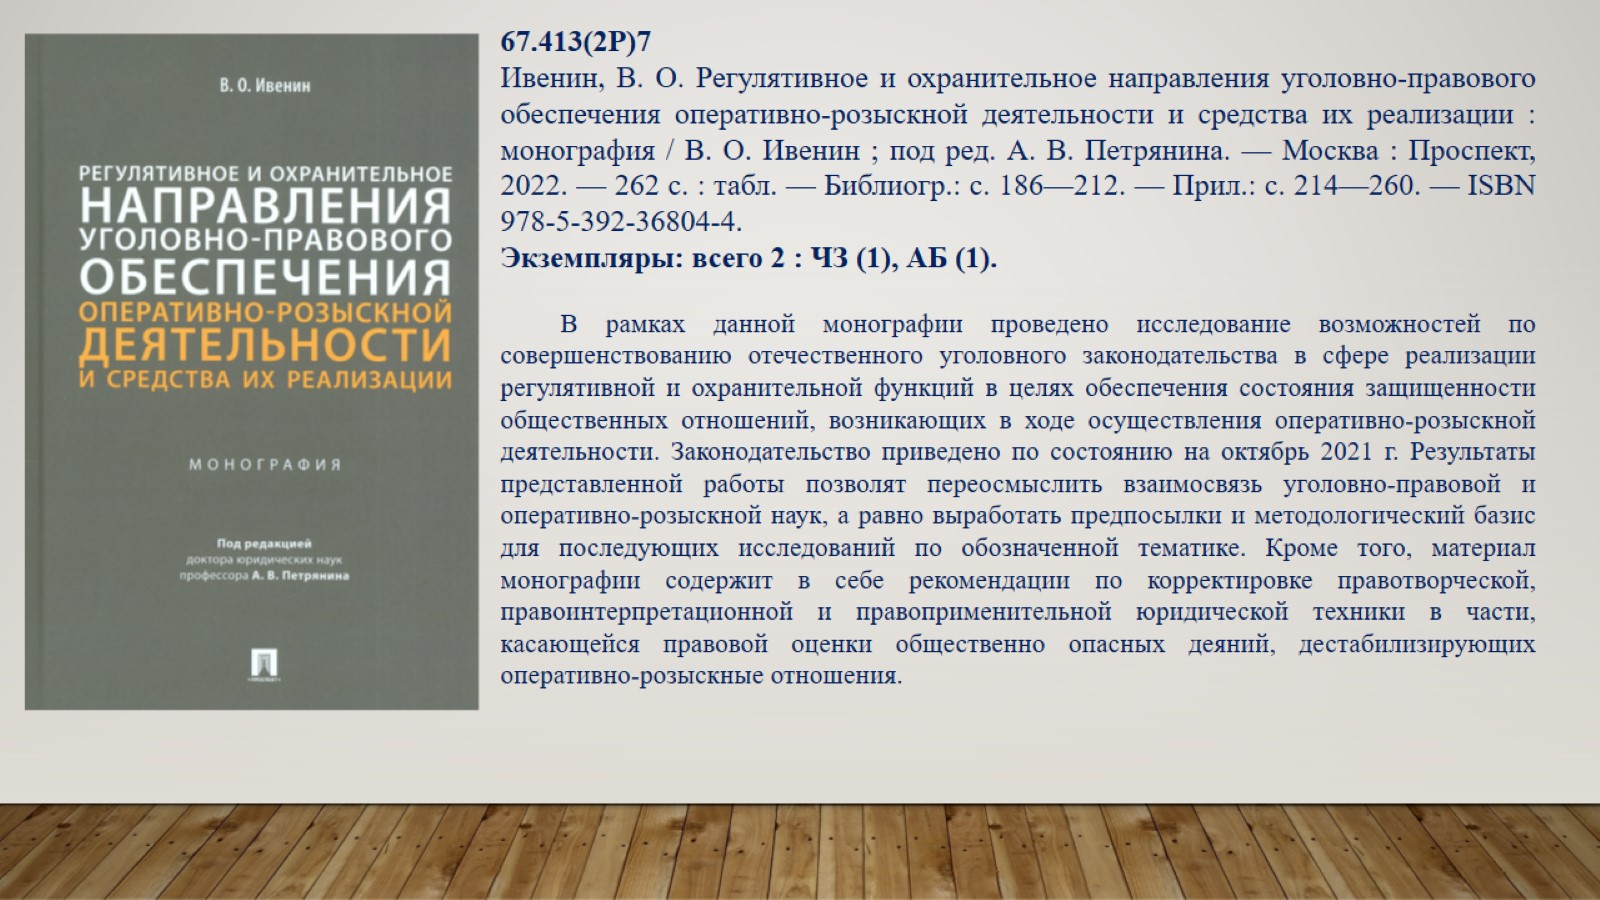 В. О. Ивенин
РЕГУЛЯТИВНОЕ И ОХРАНИТЕЛЬНОЕ
НАПРАВЛЕНИЯ
УГОЛОВНО-ПРАВОВОГО
ОБЕСПЕЧЕНИЯ
ОПЕРАТИВНО-РОЗЫСКНОЙ
ДЕЯТЕЛЬНОСТИ
И СРЕДСТВА ИХ РЕАЛИЗАЦИИ
МОНОГРАФИЯ
Под редакцией
доктора юридических наук
профессора А. В. Петрянина
•ПРОСПЕКТ•
67.413(2Р)7
Ивенин, В. О. Регулятивное и охранительное направления уголовно-правового
обеспечения оперативно-розыскной деятельности и средства их реализации :
монография / В. О. Ивенин ; под ред. А. В. Петрянина. — Москва : Проспект,
2022. — 262 с. : табл. — Библиогр.: с. 186—212. — Прил.: с. 214—260. — ISBN
978-5-392-36804-4.
Экземпляры: всего 2 : ЧЗ (1), АБ (1).
В рамках данной монографии проведено исследование возможностей по
совершенствованию отечественного уголовного законодательства в сфере реализации
регулятивной и охранительной функций в целях обеспечения состояния защищенности
общественных отношений, возникающих в ходе осуществления оперативно-розыскной
деятельности. Законодательство приведено по состоянию на октябрь 2021 г. Результаты
представленной работы позволят переосмыслить взаимосвязь уголовно-правовой и
оперативно-розыскной наук, а равно выработать предпосылки и методологический базис
для последующих исследований по обозначенной тематике. Кроме того, материал
монографии содержит в себе рекомендации по корректировке правотворческой,
правоинтерпретационной и правоприменительной юридической техники в части,
касающейся правовой оценки общественно опасных деяний, дестабилизирующих
оперативно-розыскные отношения.